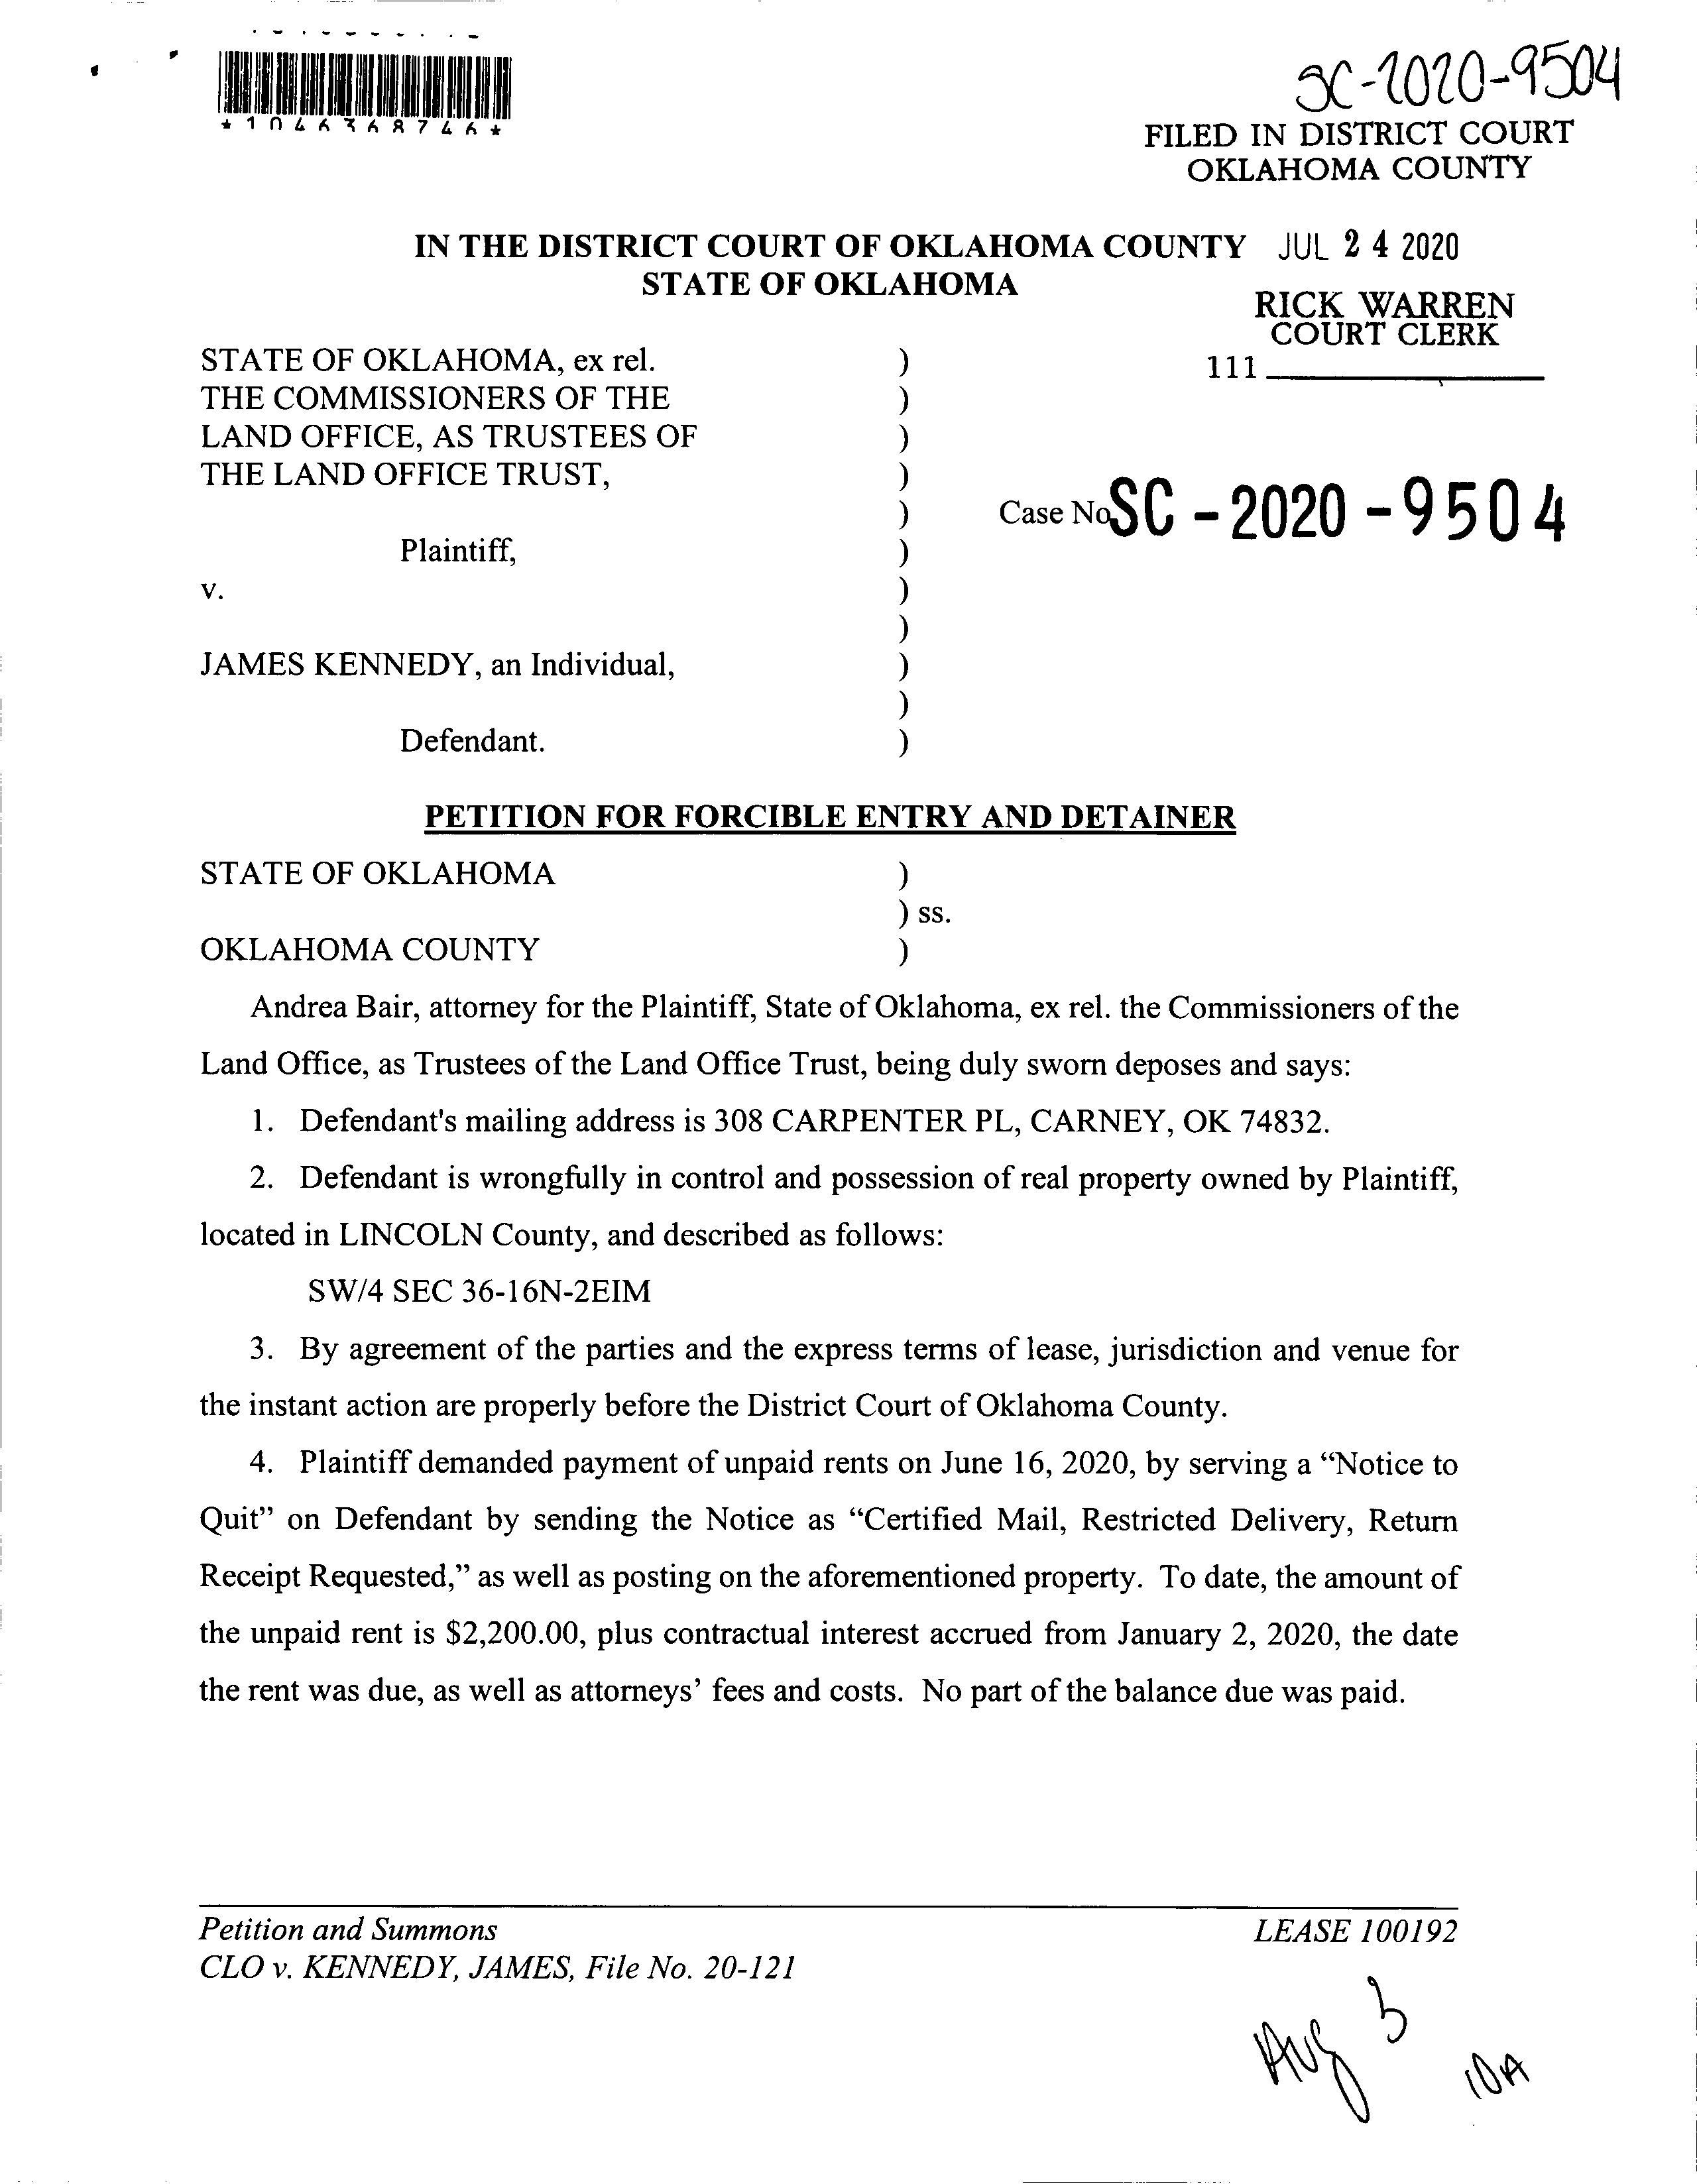 *1046368746*
SC-2020-9504
FILED IN DISTRICT COURT
OKLAHOMA COUNTY
IN THE DISTRICT COURT OF OKLAHOMA COUNTY JUL 24 2020
STATE OF OKLAHOMA
RICK WARREN
COURT CLERK
111
STATE OF OKLAHOMA, ex rel. )
THE COMMISSIONERS OF THE )
LAND OFFICE, AS TRUSTEES OF )
THE LAND OFFICE TRUST, )
) Case No SC-2020-9504
Plaintiff, )
v. )
)
JAMES KENNEDY, an Individual, )
)
Defendant. )
PETITION FOR FORCIBLE ENTRY AND DETAINER
STATE OF OKLAHOMA )
) ss.
OKLAHOMA COUNTY )
Andrea Bair, attorney for the Plaintiff, State of Oklahoma, ex rel. the Commissioners of the
Land Office, as Trustees of the Land Office Trust, being duly sworn deposes and says:
1. Defendant's mailing address is 308 CARPENTER PL, CARNEY, OK 74832.
2. Defendant is wrongfully in control and possession of real property owned by Plaintiff,
located in LINCOLN County, and described as follows:
SW/4 SEC 36-16N-2EIM
3. By agreement of the parties and the express terms of lease, jurisdiction and venue for
the instant action are properly before the District Court of Oklahoma County.
4. Plaintiff demanded payment of unpaid rents on June 16, 2020, by serving a “Notice to
Quit” on Defendant by sending the Notice as “Certified Mail, Restricted Delivery, Return
Receipt Requested,” as well as posting on the aforementioned property. To date, the amount of
the unpaid rent is $2,200.00, plus contractual interest accrued from January 2, 2020, the date
the rent was due, as well as attorneys’ fees and costs. No part of the balance due was paid.
Petition and Summons LEASE 100192
CLO v. KENNEDY, JAMES, File No. 20-121
Aug 3
10A